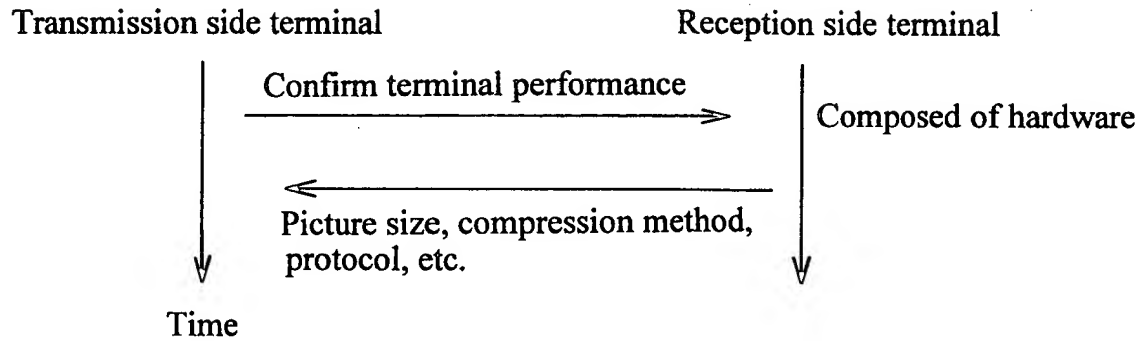 Transmission side terminal
Reception side terminal
Confirm terminal performance
Composed of hardware
Picture size, compression method,
protocol, etc.
Time